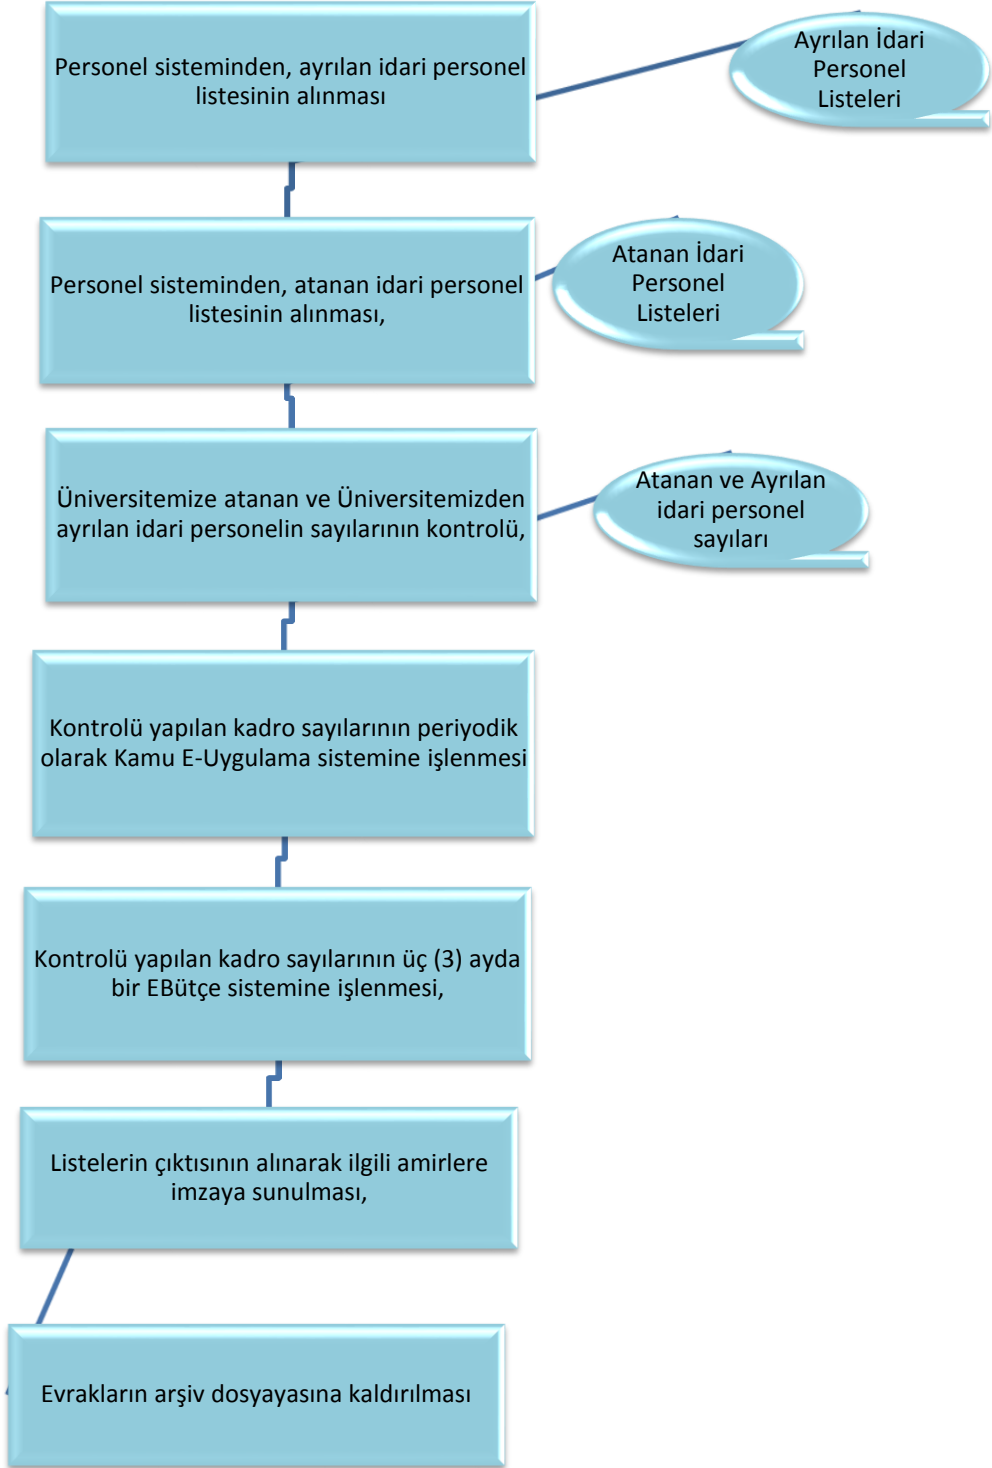 Personel sisteminden, ayrılan idari personel
listesinin alınması
Ayrılan İdari
Personel
Listeleri
Personel sisteminden, atanan idari personel
listesinin alınması,
Atanan İdari
Personel
Listeleri
Üniversitemize atanan ve Üniversitemizden
ayrılan idari personelin sayılarının kontrolü,
Atanan ve Ayrılan
idari personel
sayıları
Kontrolü yapılan kadro sayılarının periyodik
olarak Kamu E-Uygulama sistemine işlenmesi
Kontrolü yapılan kadro sayılarının üç (3) ayda
bir EBütçe sistemine işlenmesi,
Listelerin çıktısının alınarak ilgili amirlere
imzaya sunulması,
Evrakların arşiv dosyayasına kaldırılması